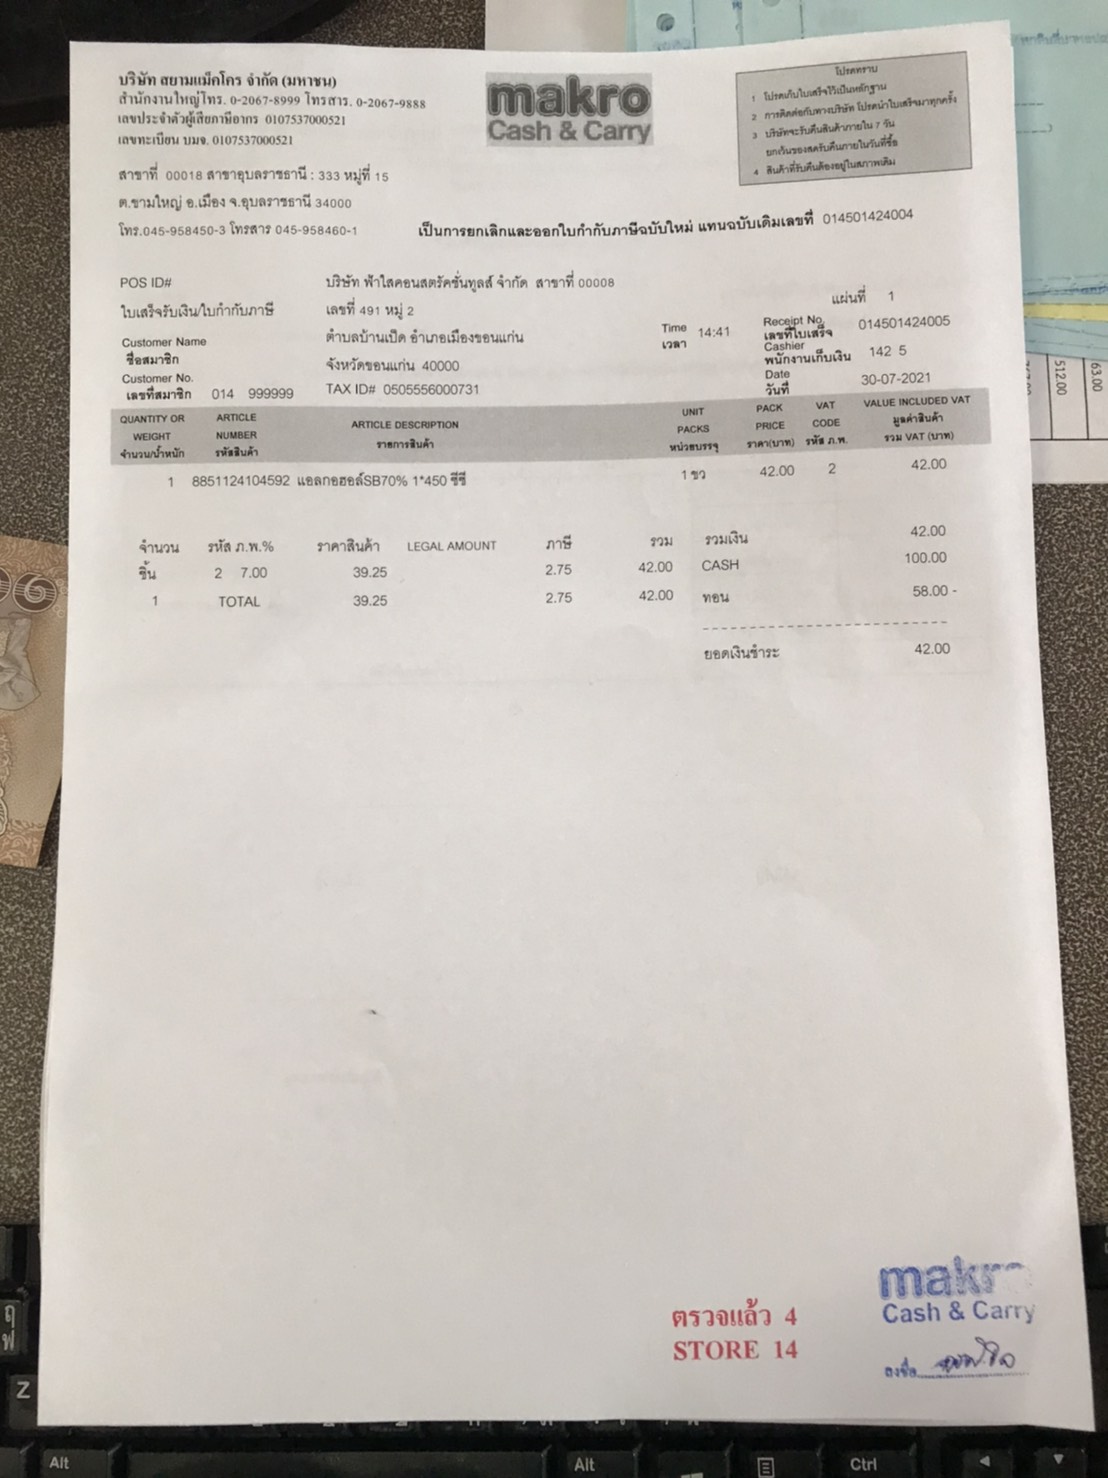 บริษัท สยามแม็คโคร จำกัด (มหาชน)
สำนักงานใหญ่โทร. 0-2067-8999 โทรสาร. 0-2067-9888
เลขประจำตัวผู้เสียภาษีอากร 0107537000521
เลขทะเบียน บมจ. 0107537000521
สาขาที่ 00018 สาขาอุบลราชธานี : 333 หมู่ที่ 15
ต.ขามใหญ่ อ.เมือง จ.อุบลราชธานี 34000
โทร.045-958450-3 โทรสาร 045-958460-1
makro
Cash & Carry
โปรดทราบ
1 โปรดเก็บใบเสร็จไว้เป็นหลักฐาน
2 การติดต่อกับทางบริษัท โปรดนำใบเสร็จมาทุกครั้ง
3 บริษัทจะรับคืนสินค้าภายใน 7 วัน
ยกเว้นของสดรับคืนภายในวันที่ซื้อ
4 สินค้าที่รับคืนต้องอยู่ในสภาพเดิม
เป็นการยกเลิกและออกใบกำกับภาษีฉบับใหม่ แทนฉบับเดิมเลขที่ 014501424004
POS ID#
ใบเสร็จรับเงิน/ใบกำกับภาษี
Customer Name
ชื่อสมาชิก
Customer No.
เลขที่สมาชิก 014 999999
บริษัท ฟ้าใสคอนสตรัคชั่นทูลส์ จำกัด สาขาที่ 00008
เลขที่ 491 หมู่ 2
ตำบลบ้านเป็ด อำเภอเมืองขอนแก่น
จังหวัดขอนแก่น 40000
TAX ID# 0505556000731
แผ่นที่ 1
Time 14:41
เวลา
Receipt No. 014501424005
เลขที่ใบเสร็จ
Cashier 142 5
พนักงานเก็บเงิน
Date 30-07-2021
วันที่
QUANTITY OR WEIGHT จำนวน/น้ำหนัก
ARTICLE NUMBER รหัสสินค้า
ARTICLE DESCRIPTION รายการสินค้า
UNIT PACKS หน่วยบรรจุ
PACK PRICE ราคา(บาท)
VAT CODE รหัส ภ.พ.
VALUE INCLUDED VAT มูลค่าสินค้า รวม VAT (บาท)
1 8851124104592 แอลกอฮอล์SB70% 1*450 ซีซี 1 ขว 42.00 2 42.00
จำนวน รหัส ภ.พ.% ราคาสินค้า LEGAL AMOUNT ภาษี รวม
ชิ้น 2 7.00 39.25 2.75 42.00
1 TOTAL 39.25 2.75 42.00
รวมเงิน 42.00
CASH 100.00
ทอน 58.00 -
ยอดเงินชำระ 42.00
ตรวจแล้ว 4
STORE 14
makro
Cash & Carry
ลงชื่อ
512.00
63.00
ฤ
ฟ
Z
Alt
Alt
Ctrl